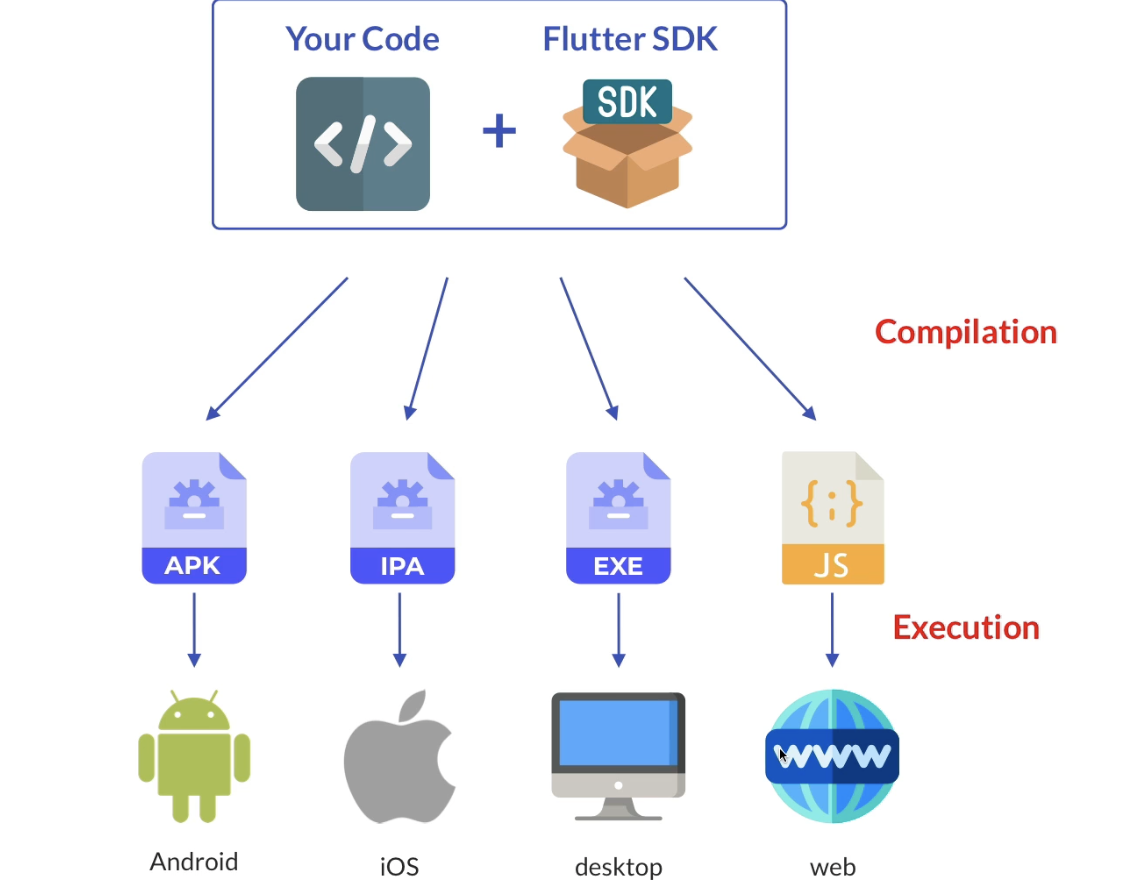 Your Code
Flutter SDK
SDK
</>
+
Compilation
APK
IPA
EXE
{;}
JS
Execution
www
Android
iOS
desktop
web